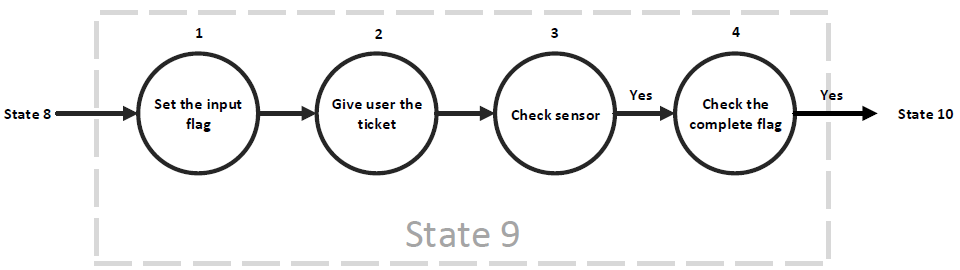 1
2
3
4
State 8
Set the input
flag
Give user the
ticket
Check sensor
Yes
Check the
complete flag
Yes
State 10
State 9